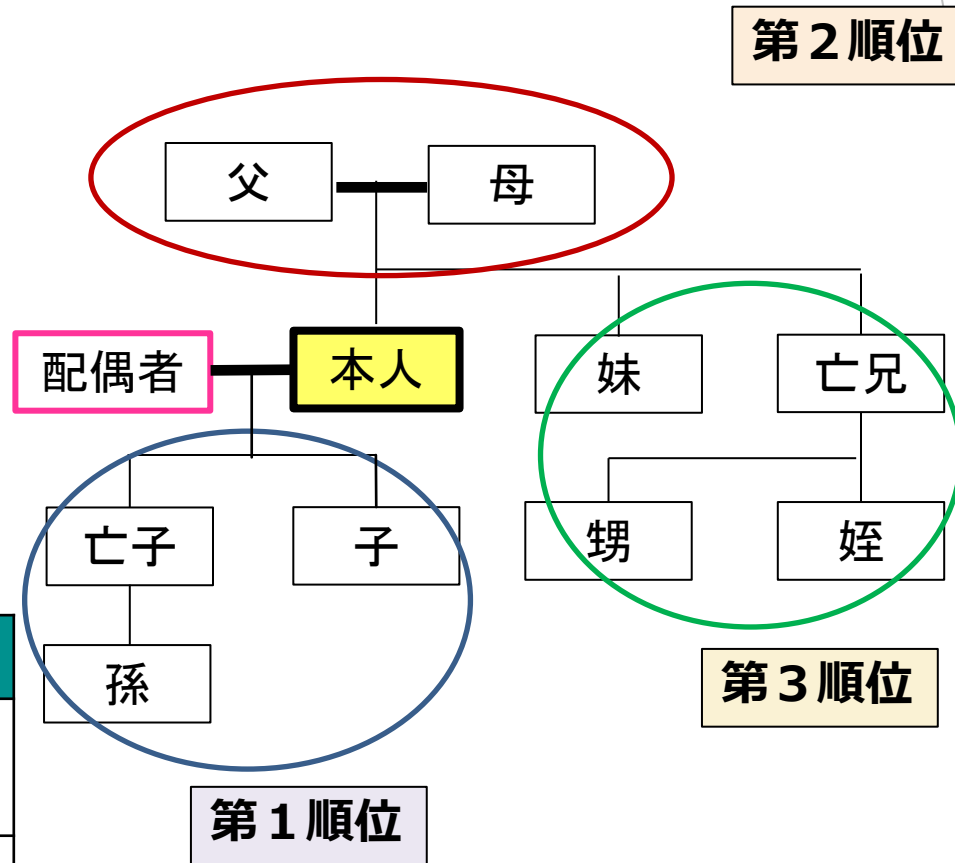 第２順位
父
母
配偶者
本人
妹
亡兄
亡子
子
甥
姪
孫
第３順位
第１順位